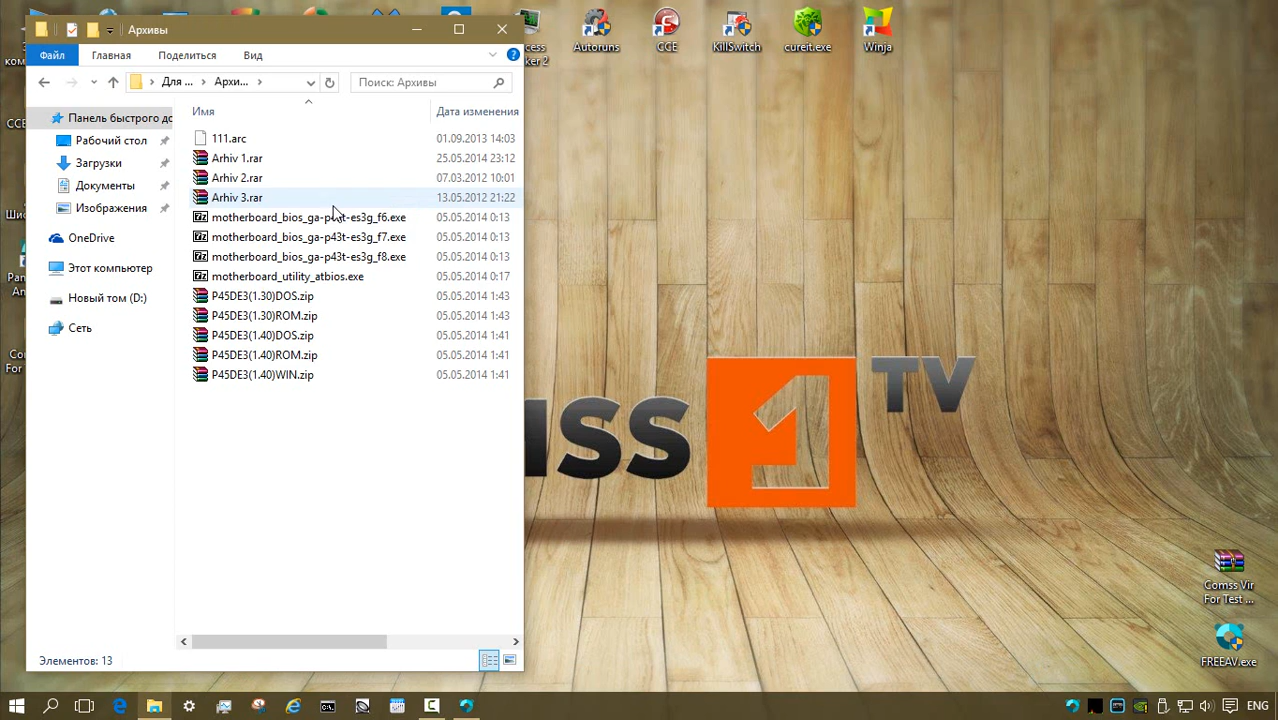 Архивы
Файл Главная Поделиться Вид
Для ... Архи... Поиск: Архивы
Имя Дата изменения
Панель быстрого до
Рабочий стол
Загрузки
Документы
Изображения
OneDrive
Этот компьютер
Новый том (D:)
Сеть
111.arc 01.09.2013 14:03
Arhiv 1.rar 25.05.2014 23:12
Arhiv 2.rar 07.03.2012 10:01
Arhiv 3.rar 13.05.2012 21:22
motherboard_bios_ga-p43t-es3g_f6.exe 05.05.2014 0:13
motherboard_bios_ga-p43t-es3g_f7.exe 05.05.2014 0:13
motherboard_bios_ga-p43t-es3g_f8.exe 05.05.2014 0:13
motherboard_utility_atbios.exe 05.05.2014 0:17
P45DE3(1.30)DOS.zip 05.05.2014 1:43
P45DE3(1.30)ROM.zip 05.05.2014 1:43
P45DE3(1.40)DOS.zip 05.05.2014 1:41
P45DE3(1.40)ROM.zip 05.05.2014 1:41
P45DE3(1.40)WIN.zip 05.05.2014 1:41
Элементов: 13
Autoruns
CCE
KillSwitch
cureit.exe
Winja
SS 1 TV
Comss Vir
For Test ...
FREEAV.exe
ENG